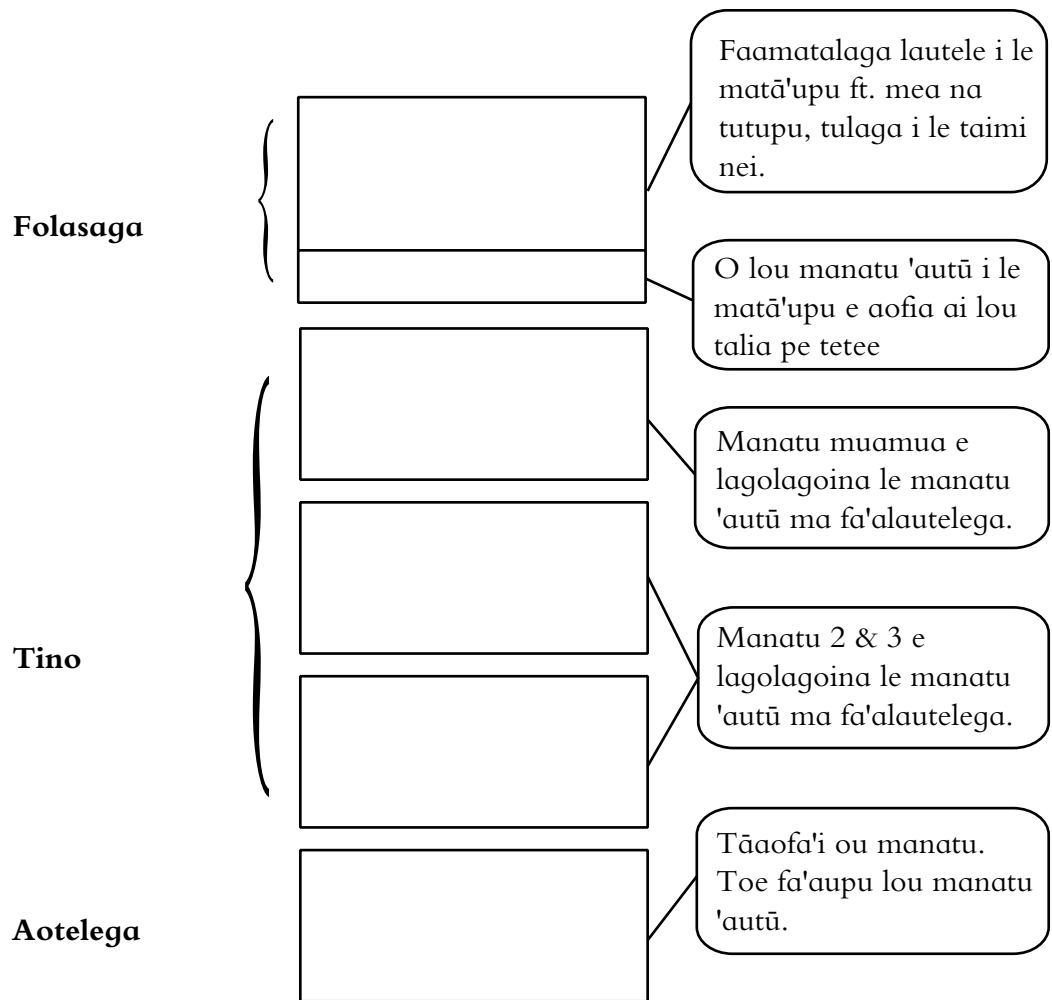 Faamatalaga lautele i le
matā'upu ft. mea na
tutupu, tulaga i le taimi
nei.
Folasaga
O lou manatu 'autū i le
matā'upu e aofia ai lou
talia pe tetee
Manatu muamua e
lagolagoina le manatu
'autū ma fa'alautelega.
Tino
Manatu 2 & 3 e
lagolagoina le manatu
'autū ma fa'alautelega.
Aotelega
Tāaofa'i ou manatu.
Toe fa'aupu lou manatu
'autū.